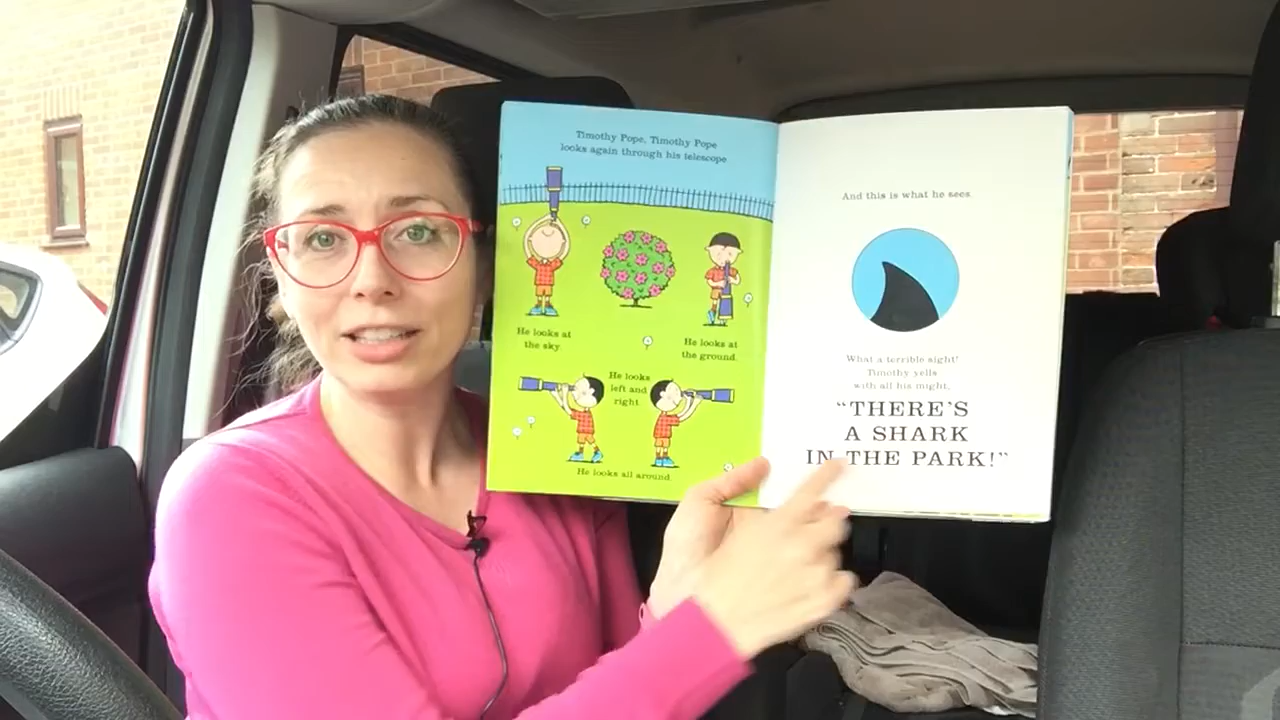 Timothy Pope, Timothy Pope
looks again through his telescope
He looks at
the sky.
He looks at
the ground.
He looks
left and
right
He looks all around.
And this is what he sees.
What a terrible sight!
Timothy yells
with all his might,
“THERE’S
A SHARK
IN THE PARK!”